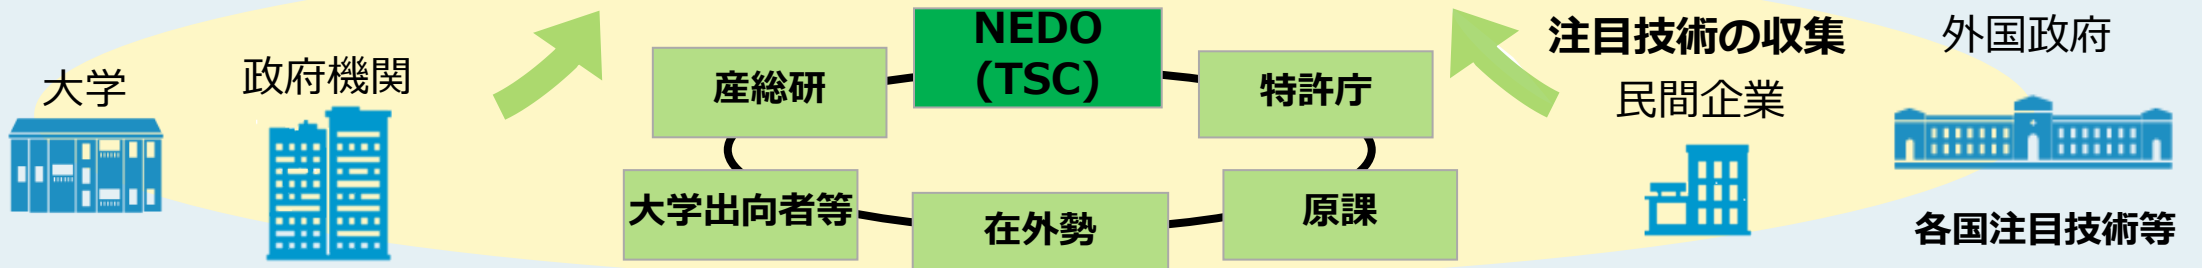 大学
政府機関
産総研
NEDO
(TSC)
特許庁
注目技術の収集
民間企業
外国政府
大学出向者等
在外勢
原課
各国注目技術等